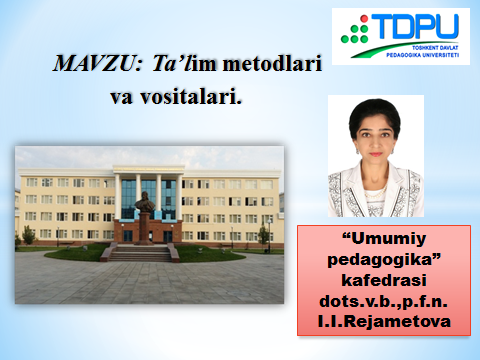 TDPU
TOSHKENT DAVLAT
PEDAGOGIKA UNIVERSITETI
MAVZU: Ta’lim metodlari
va vositalari.
“Umumiy
pedagogika”
kafedrasi
dots.v.b.,p.f.n.
I.I.Rejametova